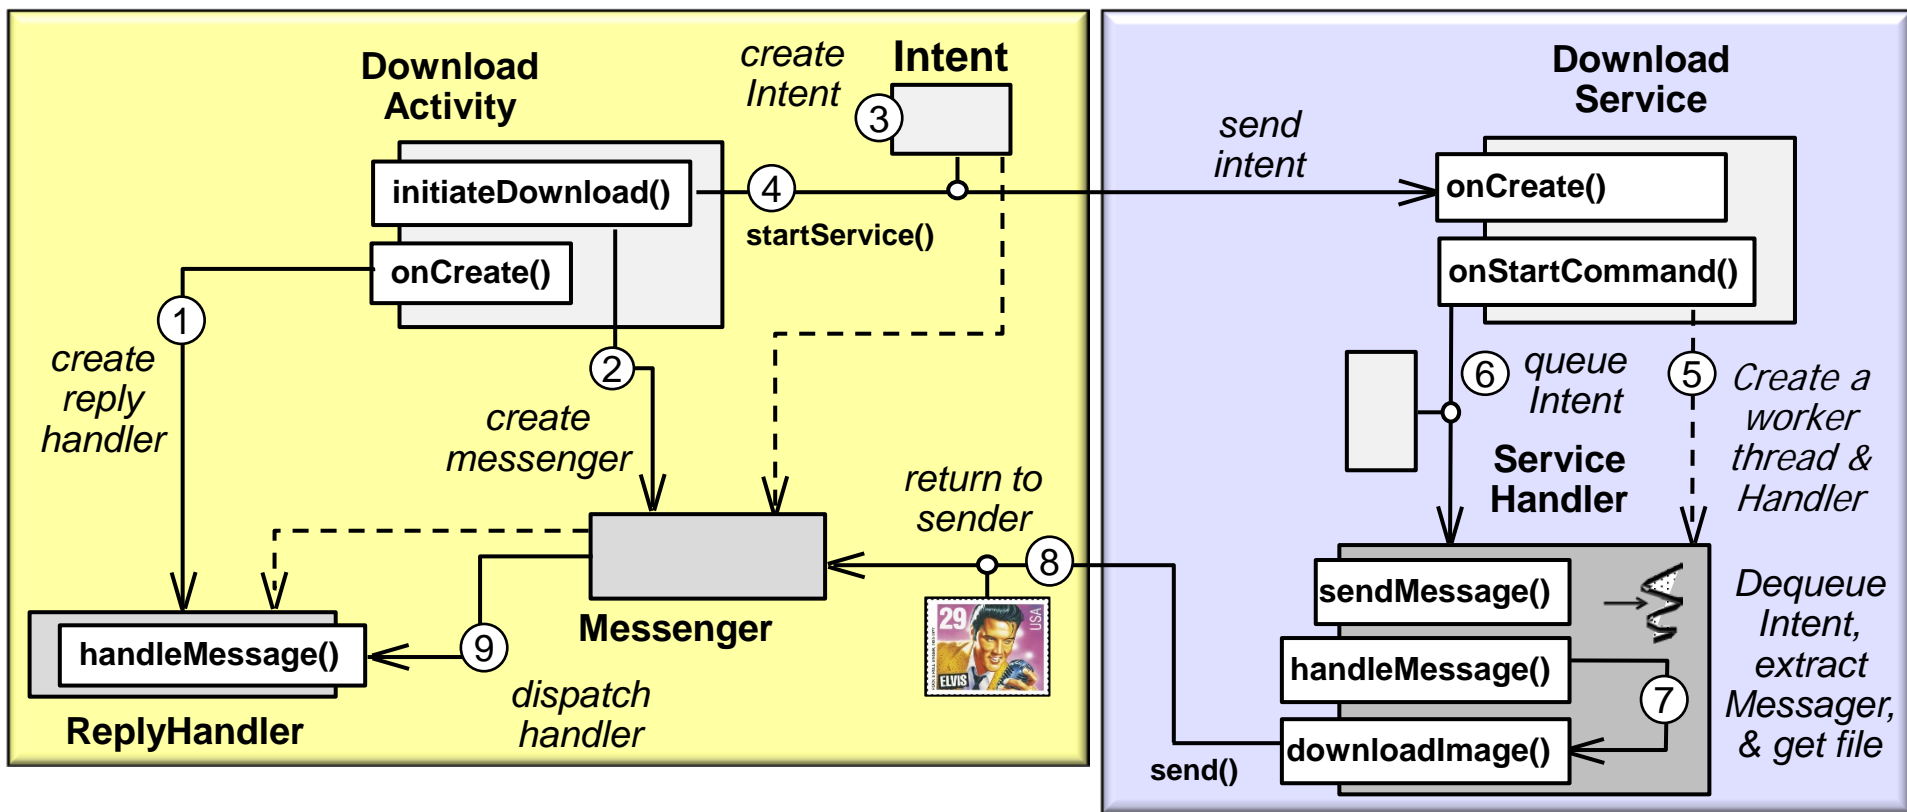 Download
Activity
create
Intent
Intent
3
initiateDownload()
4
startService()
onCreate()
1
create
reply
handler
2
create
messenger
return to
sender
8
Messenger
29
USA
ELVIS
handleMessage()
9
dispatch
handler
ReplyHandler
send
intent
Download
Service
onCreate()
onStartCommand()
6
queue
Intent
5
Create a
worker
thread &
Handler
Service
Handler
sendMessage()
handleMessage()
7
downloadImage()
send()
Dequeue
Intent,
extract
Messager,
& get file